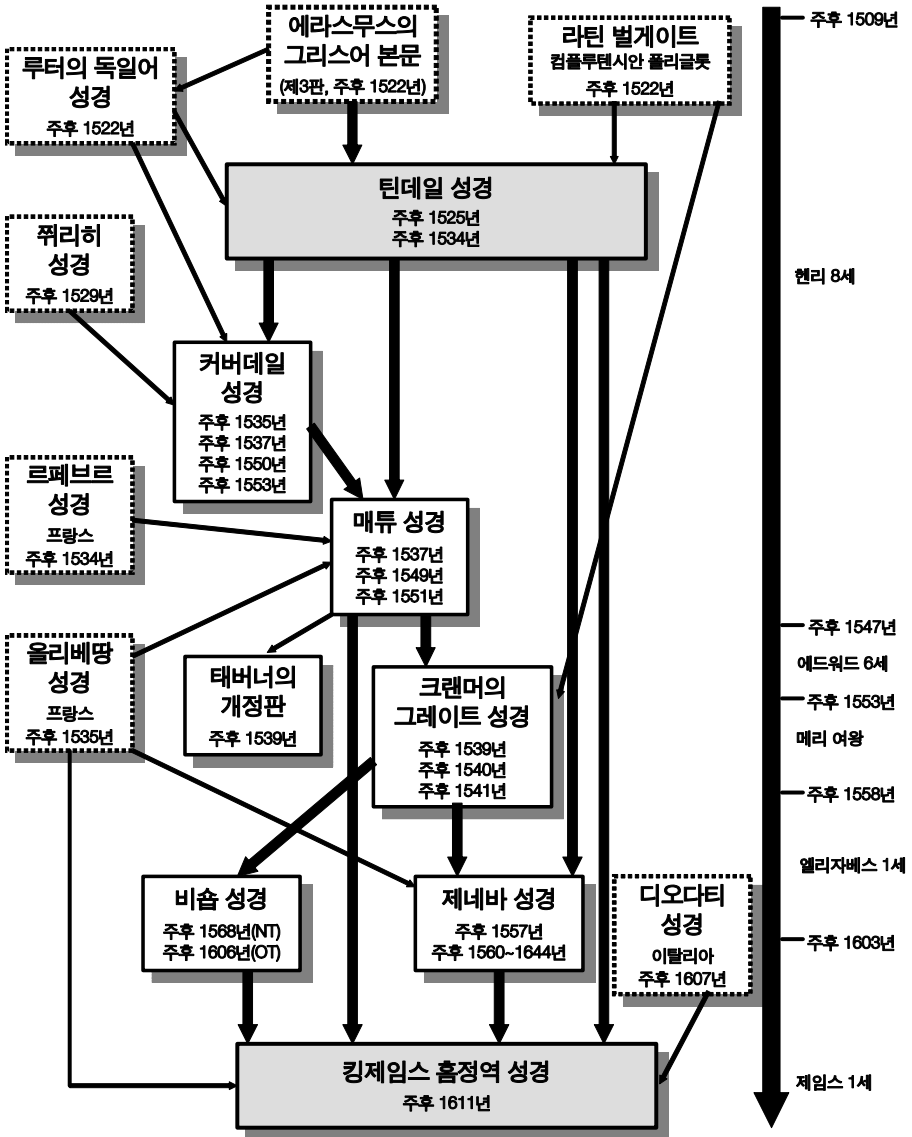 에라스무스의
그리스어 본문
(제3판, 주후 1522년)
라틴 벌게이트
컴플루텐시안 폴리글롯
주후 1522년
주후 1509년
루터의 독일어
성경
주후 1522년
틴데일 성경
주후 1525년
주후 1534년
쮜리히
성경
주후 1529년
헨리 8세
커버데일
성경
주후 1535년
주후 1537년
주후 1550년
주후 1553년
르페브르
성경
프랑스
주후 1534년
매튜 성경
주후 1537년
주후 1549년
주후 1551년
주후 1547년
올리베땅
성경
프랑스
주후 1535년
태버너의
개정판
주후 1539년
크랜머의
그레이트 성경
주후 1539년
주후 1540년
주후 1541년
에드워드 6세
주후 1553년
메리 여왕
주후 1558년
엘리자베스 1세
비숍 성경
주후 1568년(NT)
주후 1606년(OT)
제네바 성경
주후 1557년
주후 1560~1644년
디오다티
성경
이탈리아
주후 1607년
주후 1603년
킹제임스 흠정역 성경
주후 1611년
제임스 1세